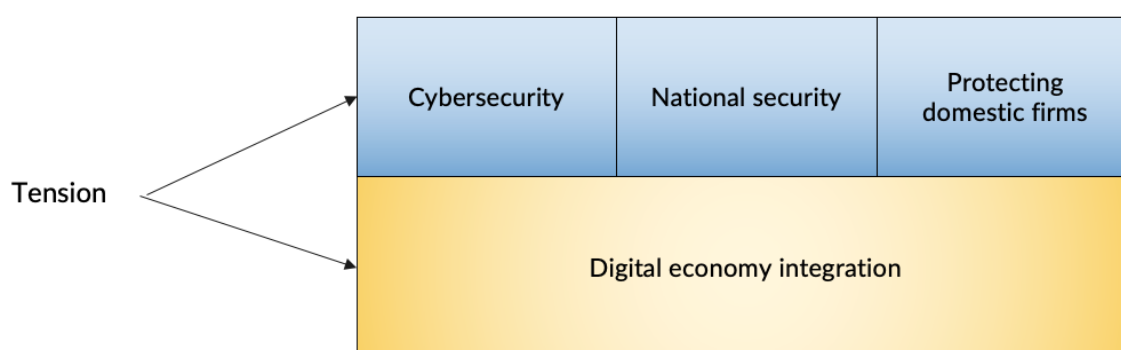 Cybersecurity
National security
Protecting
domestic firms
Tension
Digital economy integration